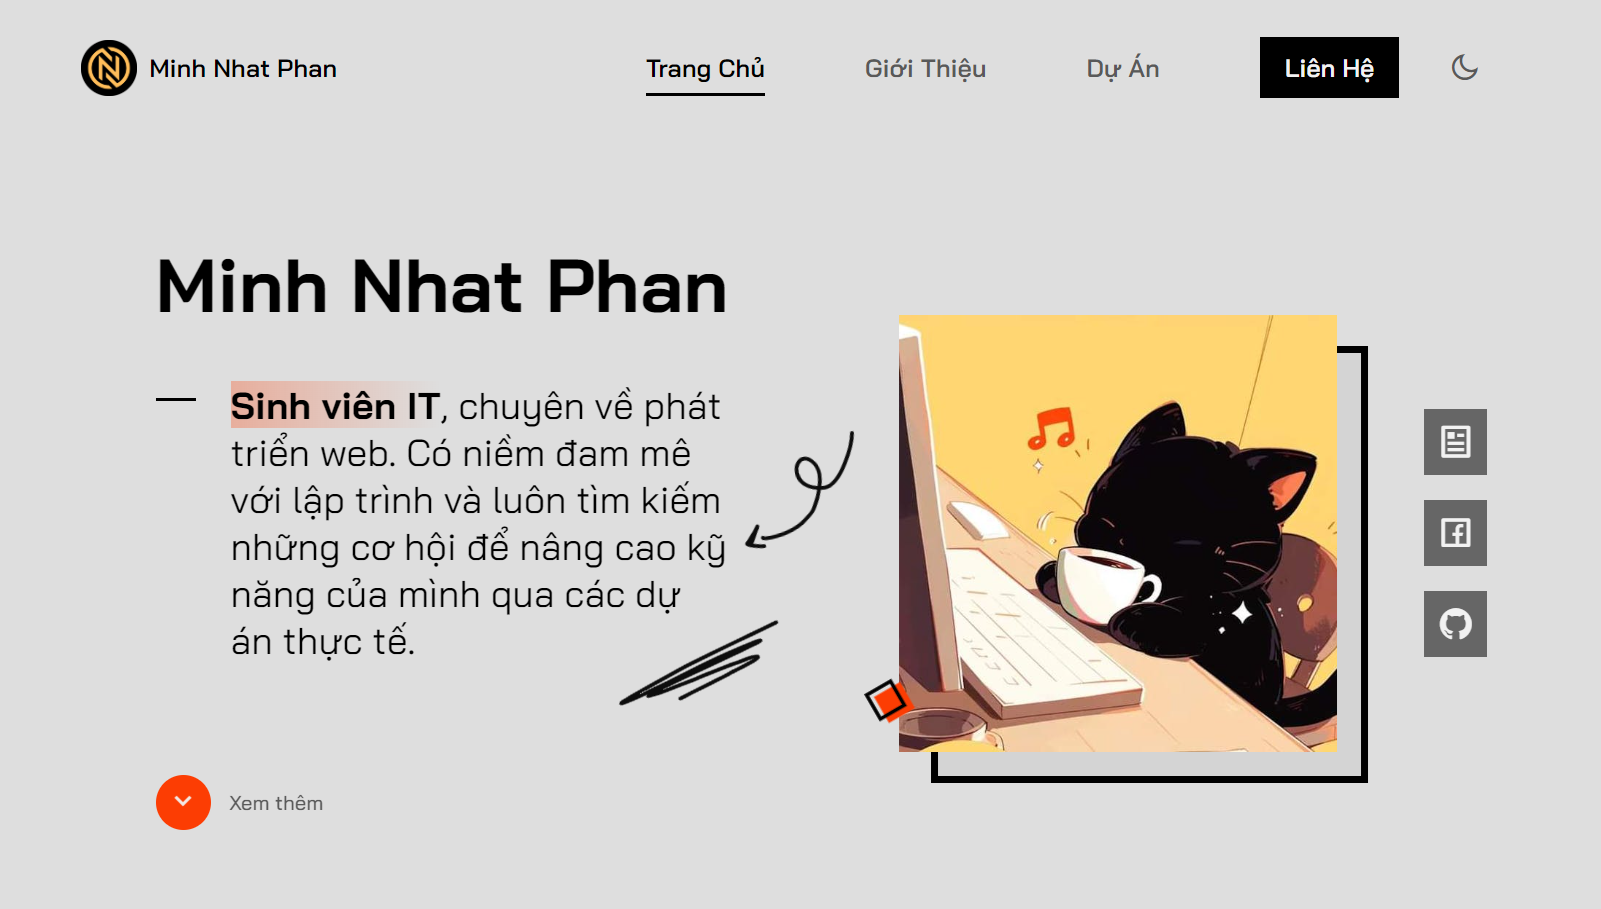 Minh Nhat Phan
Trang Chủ
Giới Thiệu
Dự Án
Liên Hệ
Minh Nhat Phan
Sinh viên IT, chuyên về phát
triển web. Có niềm đam mê
với lập trình và luôn tìm kiếm
những cơ hội để nâng cao kỹ
năng của mình qua các dự
án thực tế.
Xem thêm